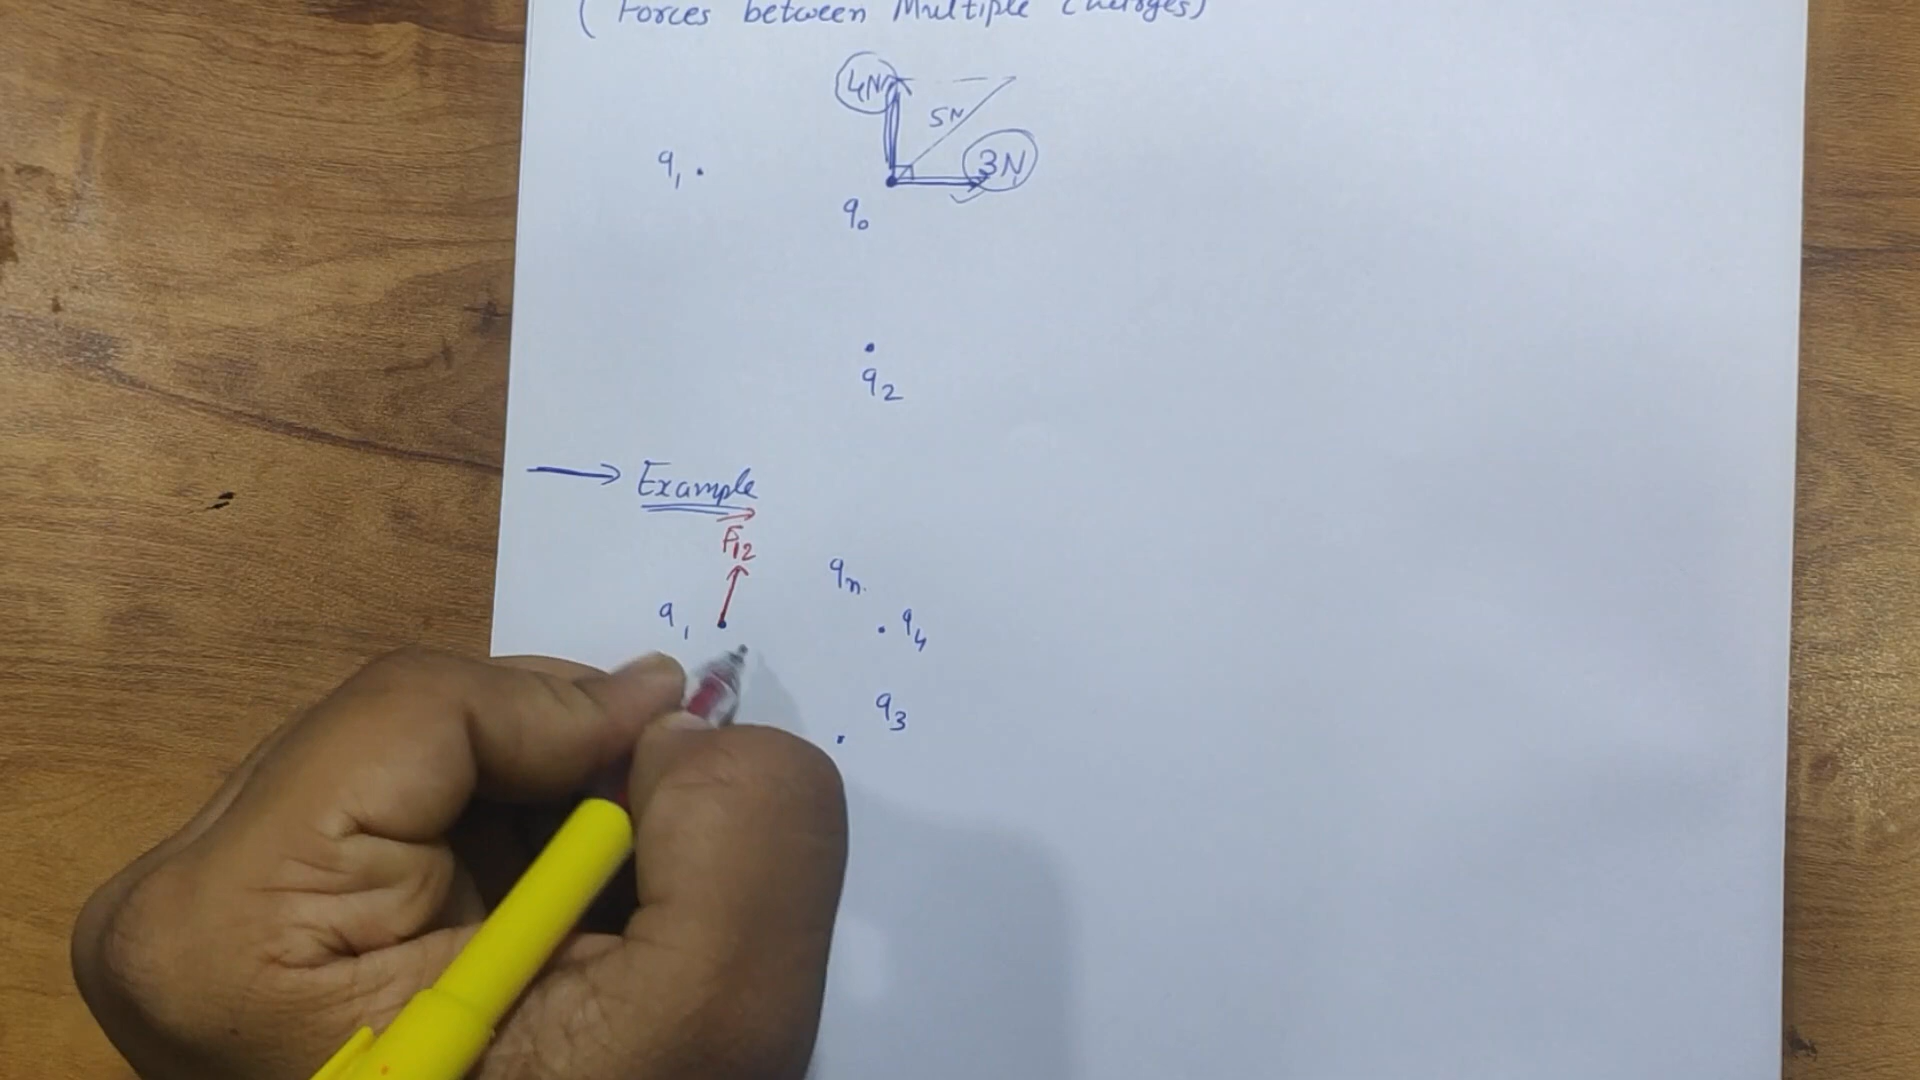 (Forces between Multiple Charges)
4N
5N
3N
q₁
q₀
q₂
Example
F₁₂
qₙ
q₁
q₄
q₃